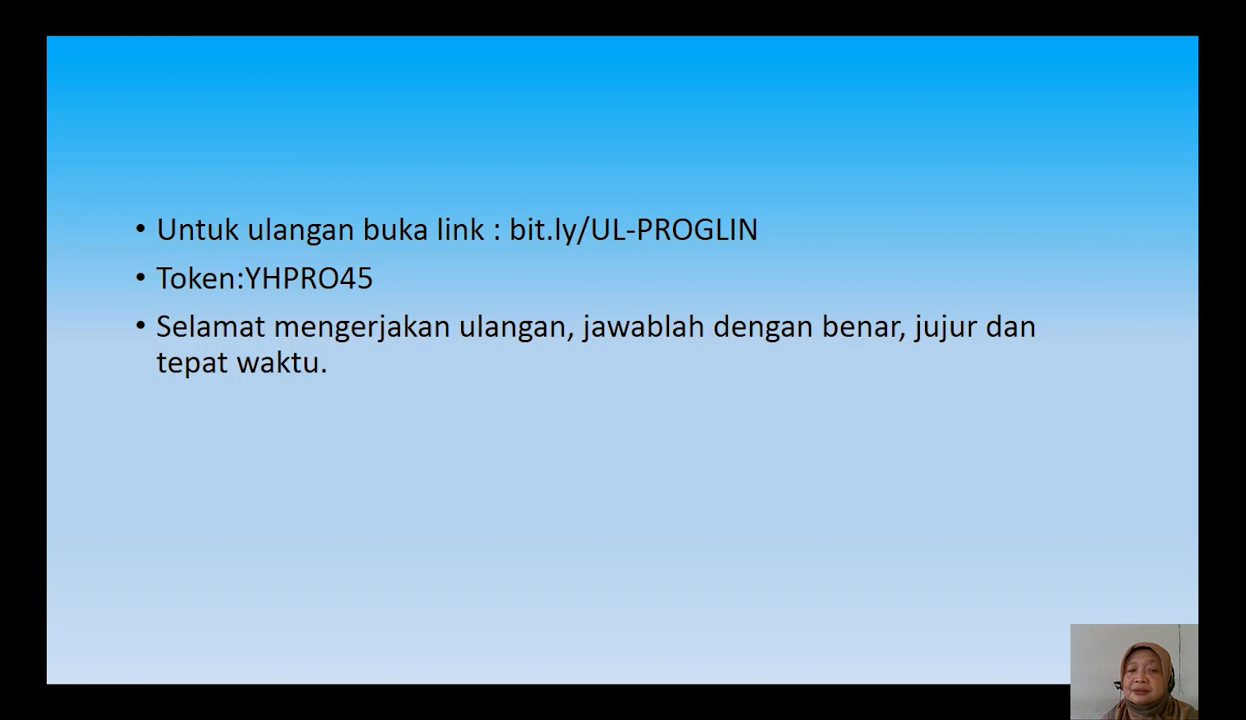 • Untuk ulangan buka link : bit.ly/UL-PROGLIN
• Token:YHPRO45
• Selamat mengerjakan ulangan, jawablah dengan benar, jujur dan
tepat waktu.